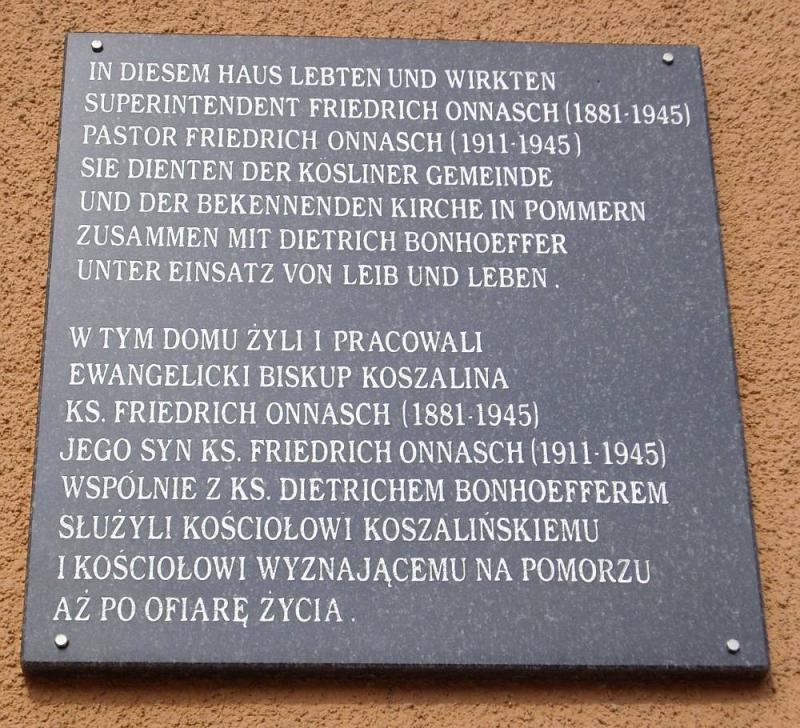 IN DIESEM HAUS LEBTEN UND WIRKTEN
SUPERINTENDENT FRIEDRICH ONNASCH (1881-1945)
PASTOR FRIEDRICH ONNASCH (1911-1945)
SIE DIENTEN DER KÖSLINER GEMEINDE
UND DER BEKENNENDEN KIRCHE IN POMMERN
ZUSAMMEN MIT DIETRICH BONHOEFFER
UNTER EINSATZ VON LEIB UND LEBEN.
W TYM DOMU ŻYLI I PRACOWALI
EWANGELICKI BISKUP KOSZALINA
KS. FRIEDRICH ONNASCH (1881-1945)
JEGO SYN KS. FRIEDRICH ONNASCH (1911-1945)
WSPÓLNIE Z KS. DIETRICHEM BONHOEFFEREM
SŁUŻYLI KOŚCIOŁOWI KOSZALIŃSKIEMU
I KOŚCIOŁOWI WYZNAJĄCEMU NA POMORZU
AŻ PO OFIARĘ ŻYCIA.